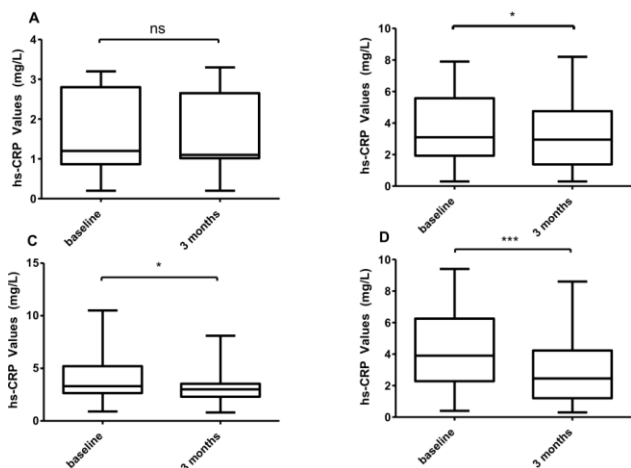 A
ns
hs-CRP Values (mg/L)
4
3
2
1
0
baseline
3 months
*
hs-CRP Values (mg/L)
10
8
6
4
2
0
baseline
3 months
C
*
hs-CRP Values (mg/L)
15
10
5
0
baseline
3 months
D
***
hs-CRP Values (mg/L)
10
8
6
4
2
0
baseline
3 months